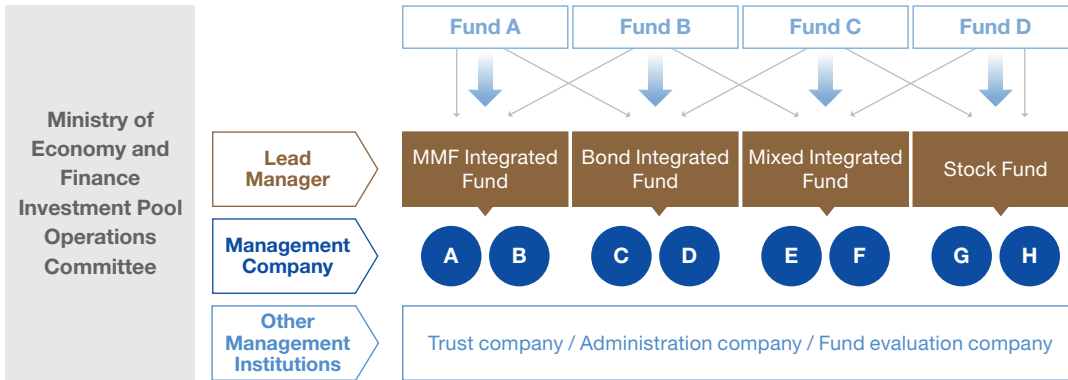 Fund A
Fund B
Fund C
Fund D
Ministry of
Economy and
Finance
Investment Pool
Operations
Committee
Lead
Manager
MMF Integrated
Fund
Bond Integrated
Fund
Mixed Integrated
Fund
Stock Fund
Management
Company
A
B
C
D
E
F
G
H
Other
Management
Institutions
Trust company / Administration company / Fund evaluation company